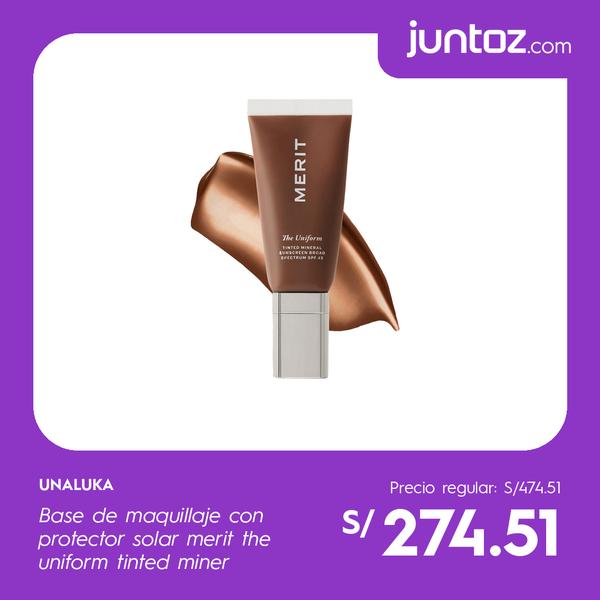 juntoz.com
MERIT
The Uniform
TINTED MINERAL
SUNSCREEN BROAD
SPECTRUM SPF 45
UNALUKA
Base de maquillaje con
protector solar merit the
uniform tinted miner
Precio regular: S/474.51
S/274.51